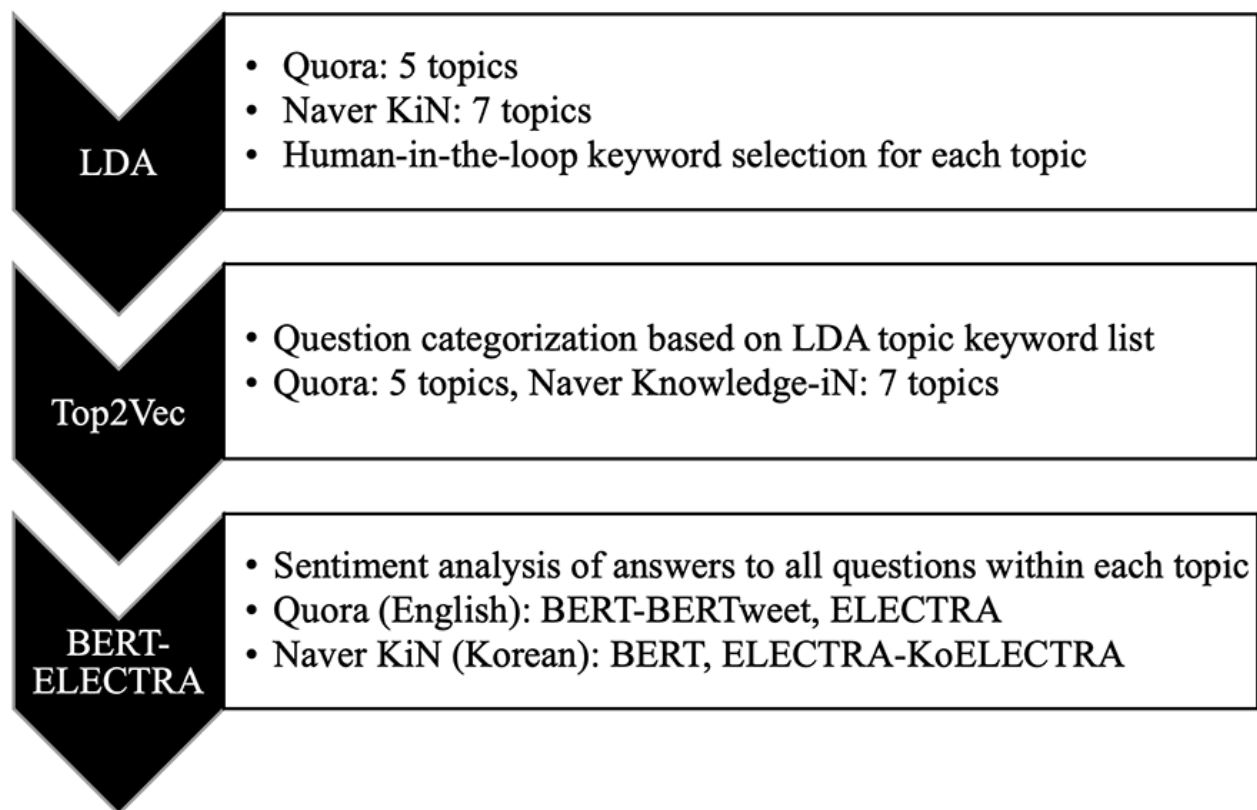 LDA
• Quora: 5 topics
• Naver KiN: 7 topics
• Human-in-the-loop keyword selection for each topic
Top2Vec
• Question categorization based on LDA topic keyword list
• Quora: 5 topics, Naver Knowledge-iN: 7 topics
BERT-
ELECTRA
• Sentiment analysis of answers to all questions within each topic
• Quora (English): BERT-BERTweet, ELECTRA
• Naver KiN (Korean): BERT, ELECTRA-KoELECTRA